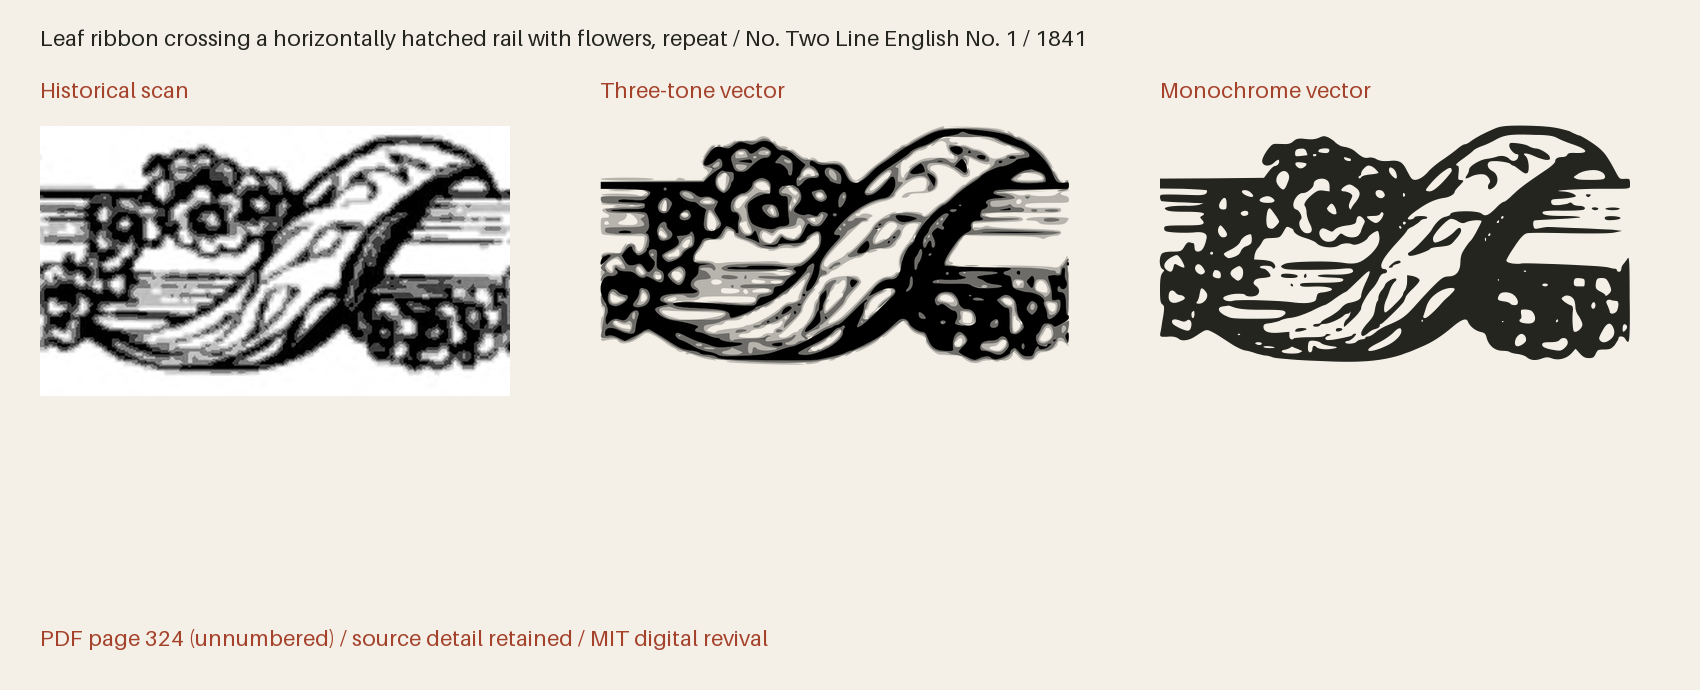 Leaf ribbon crossing a horizontally hatched rail with flowers, repeat / No. Two Line English No. 1 / 1841
Historical scan
Three-tone vector
Monochrome vector
PDF page 324 (unnumbered) / source detail retained / MIT digital revival